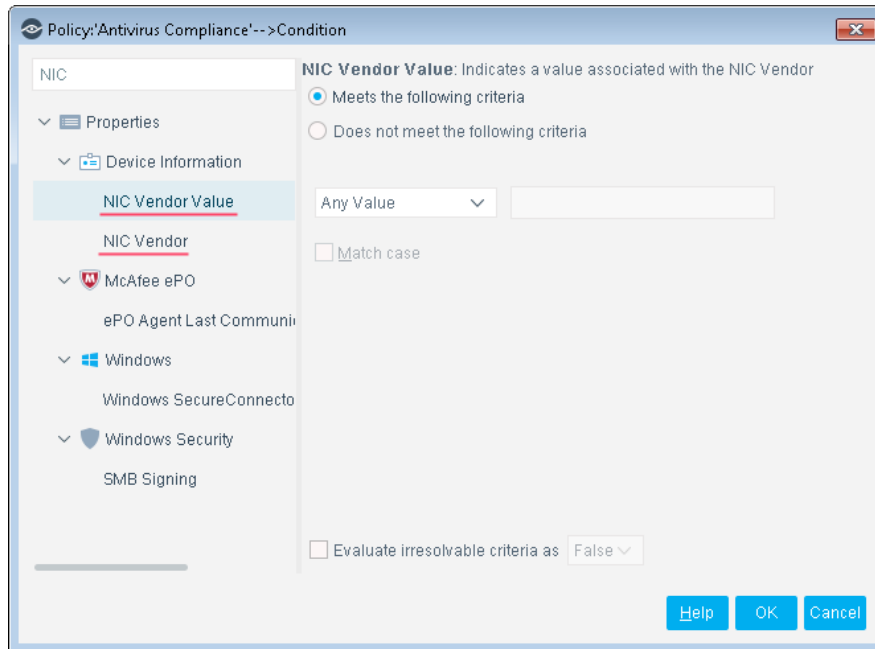 Policy:'Antivirus Compliance'-->Condition
NIC
Properties
Device Information
NIC Vendor Value
NIC Vendor
McAfee ePO
ePO Agent Last Communi
Windows
Windows SecureConnecto
Windows Security
SMB Signing
NIC Vendor Value: Indicates a value associated with the NIC Vendor
Meets the following criteria
Does not meet the following criteria
Any Value
Match case
Evaluate irresolvable criteria as False
Help OK Cancel